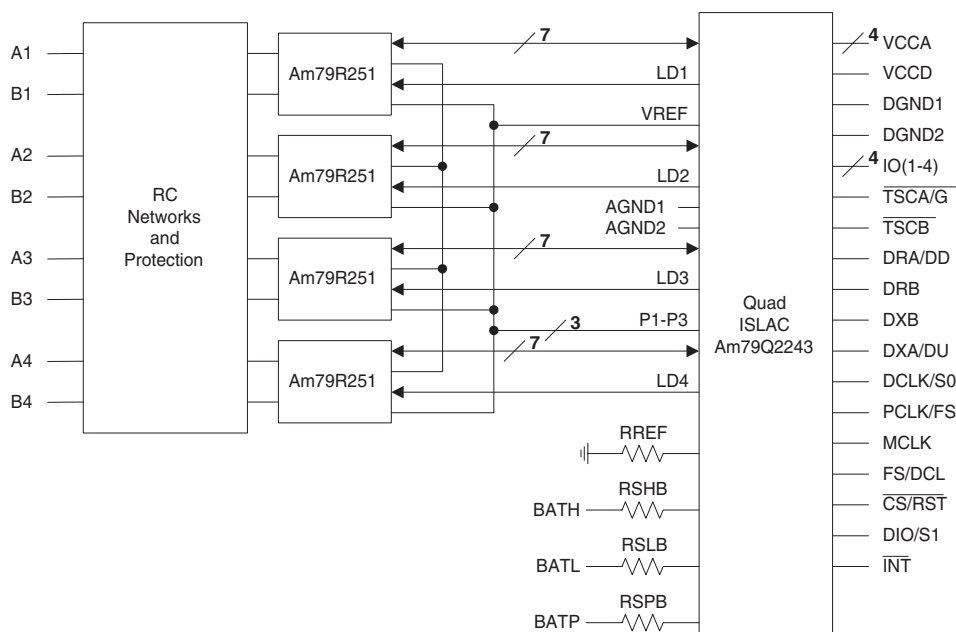 A1
B1
A2
B2
A3
B3
A4
B4
RC
Networks
and
Protection
Am79R251
Am79R251
Am79R251
Am79R251
7
LD1
VREF
7
LD2
AGND1
AGND2
7
LD3
3
P1-P3
7
LD4
RREF
BATH
RSHB
BATL
RSLB
BATP
RSPB
Quad
ISLAC
Am79Q2243
4
VCCA
VCCD
DGND1
DGND2
4
IO(1-4)
TSCA/G
TSCB
DRA/DD
DRB
DXB
DXA/DU
DCLK/S0
PCLK/FS
MCLK
FS/DCL
CS/RST
DIO/S1
INT